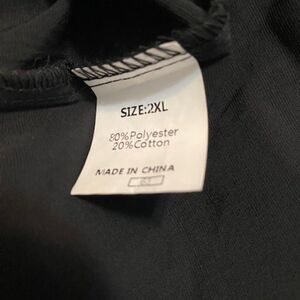 SIZE:2XL
80%Polyester
20%Cotton
MADE IN CHINA